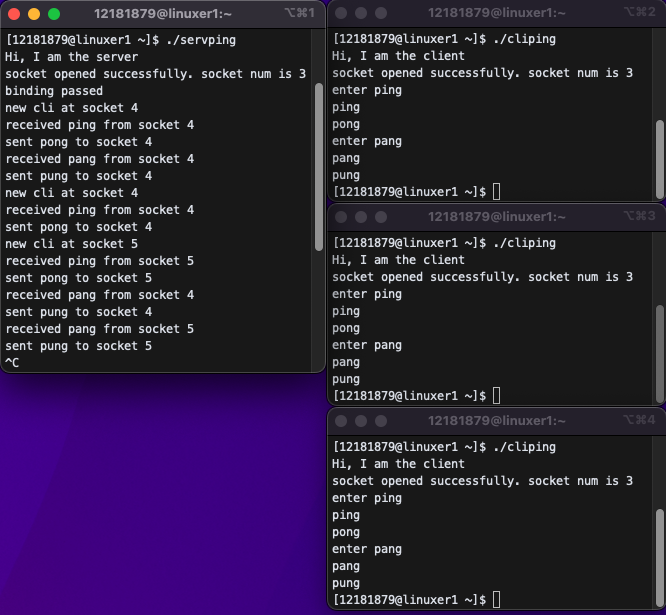 12181879@linuxer1:~ ⌥⌘1
[12181879@linuxer1 ~]$ ./servping
Hi, I am the server
socket opened successfully. socket num is 3
binding passed
new cli at socket 4
received ping from socket 4
sent pong to socket 4
received pang from socket 4
sent pung to socket 4
new cli at socket 4
received ping from socket 4
sent pong to socket 4
new cli at socket 5
received ping from socket 5
sent pong to socket 5
received pang from socket 4
sent pung to socket 4
received pang from socket 5
sent pung to socket 5
^C
12181879@linuxer1:~ ⌥⌘2
[12181879@linuxer1 ~]$ ./cliping
Hi, I am the client
socket opened successfully. socket num is 3
enter ping
ping
pong
enter pang
pang
pung
[12181879@linuxer1 ~]$
12181879@linuxer1:~ ⌥⌘3
[12181879@linuxer1 ~]$ ./cliping
Hi, I am the client
socket opened successfully. socket num is 3
enter ping
ping
pong
enter pang
pang
pung
[12181879@linuxer1 ~]$
12181879@linuxer1:~ ⌥⌘4
[12181879@linuxer1 ~]$ ./cliping
Hi, I am the client
socket opened successfully. socket num is 3
enter ping
ping
pong
enter pang
pang
pung
[12181879@linuxer1 ~]$